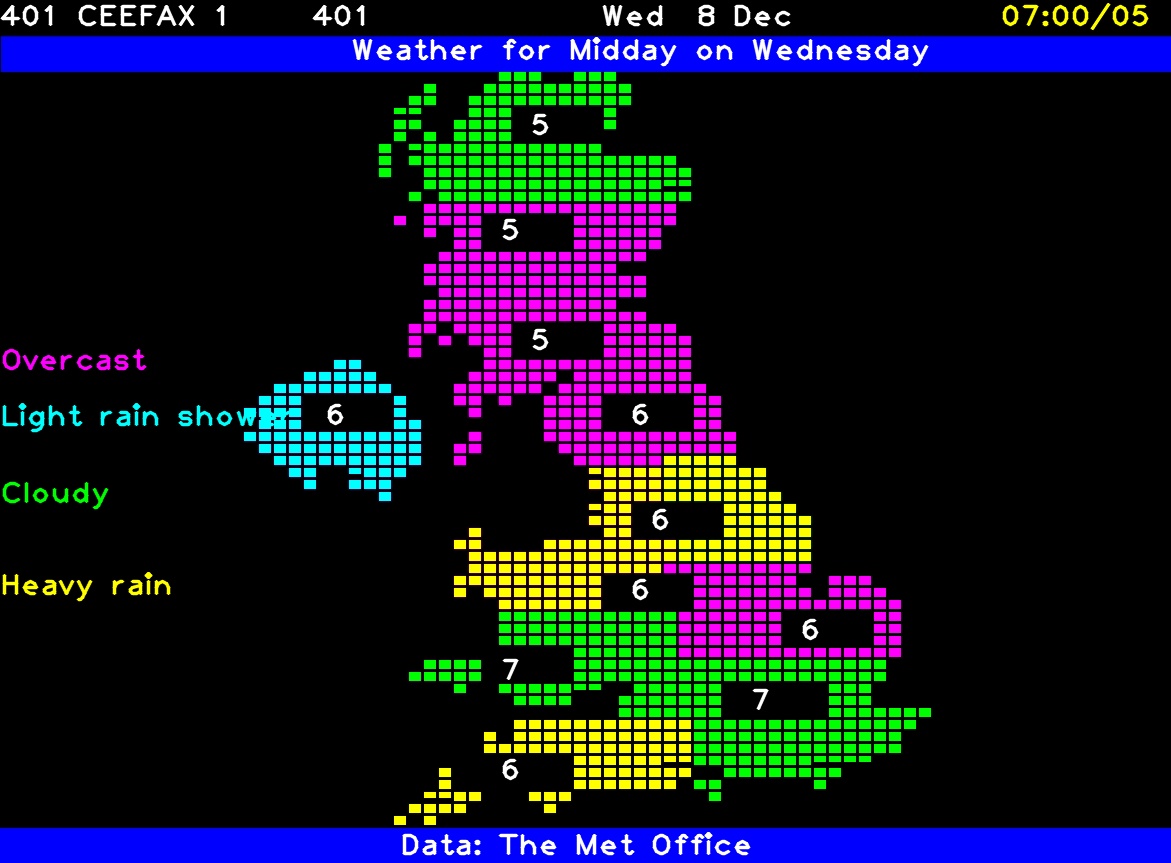 401 CEEFAX 1 401 Wed 8 Dec 07:00/05
Weather for Midday on Wednesday
5
5
5
Overcast
Light rain shower 6 6
Cloudy
6
Heavy rain 6
6
7
7
6
Data: The Met Office